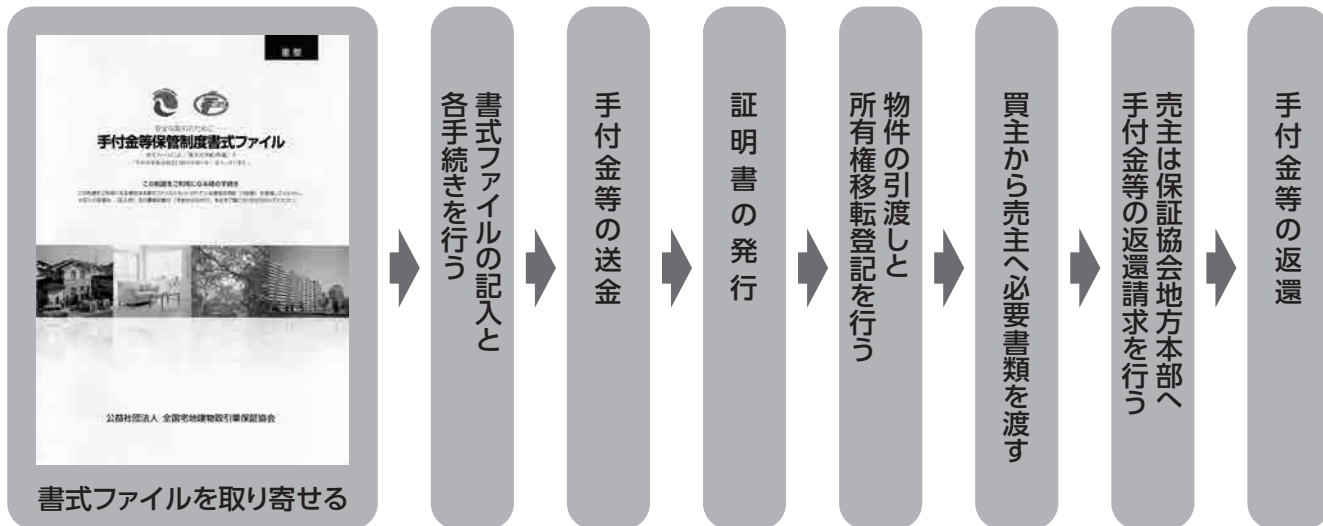 重要
安全な取引のために
手付金等保管制度書式ファイル
この制度をご利用になる際の手続き
公益社団法人 全国宅地建物取引業保証協会
書式ファイルを取り寄せる
書式ファイルの記入と
各手続きを行う
手付金等の送金
証明書の発行
物件の引渡しと
所有権移転登記を行う
買主から売主へ必要書類を渡す
売主は保証協会地方本部へ
手付金等の返還請求を行う
手付金等の返還